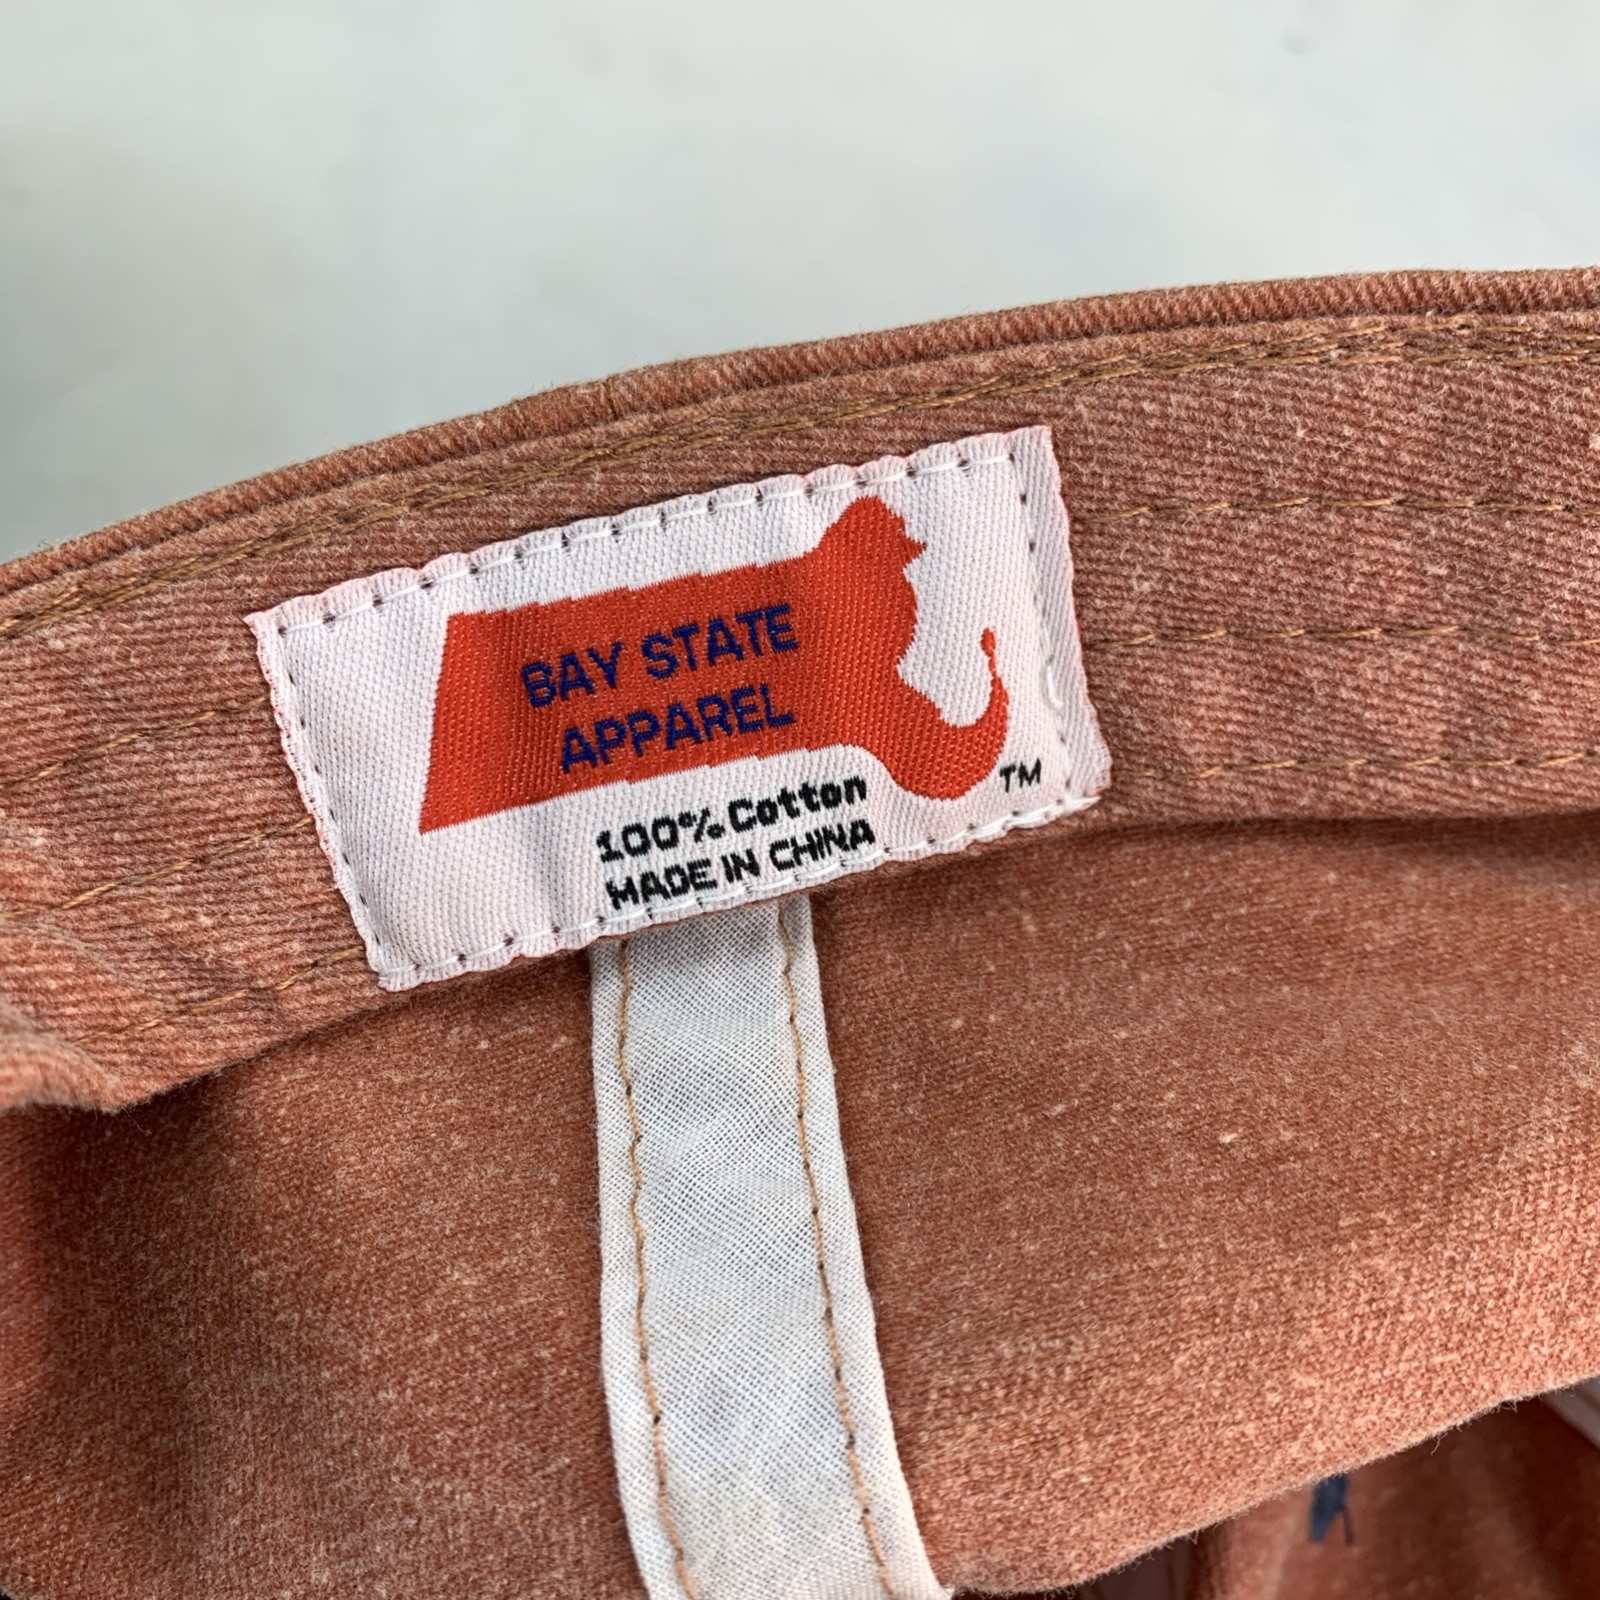 BAY STATE
APPAREL
TM
100% Cotton
MADE IN CHINA